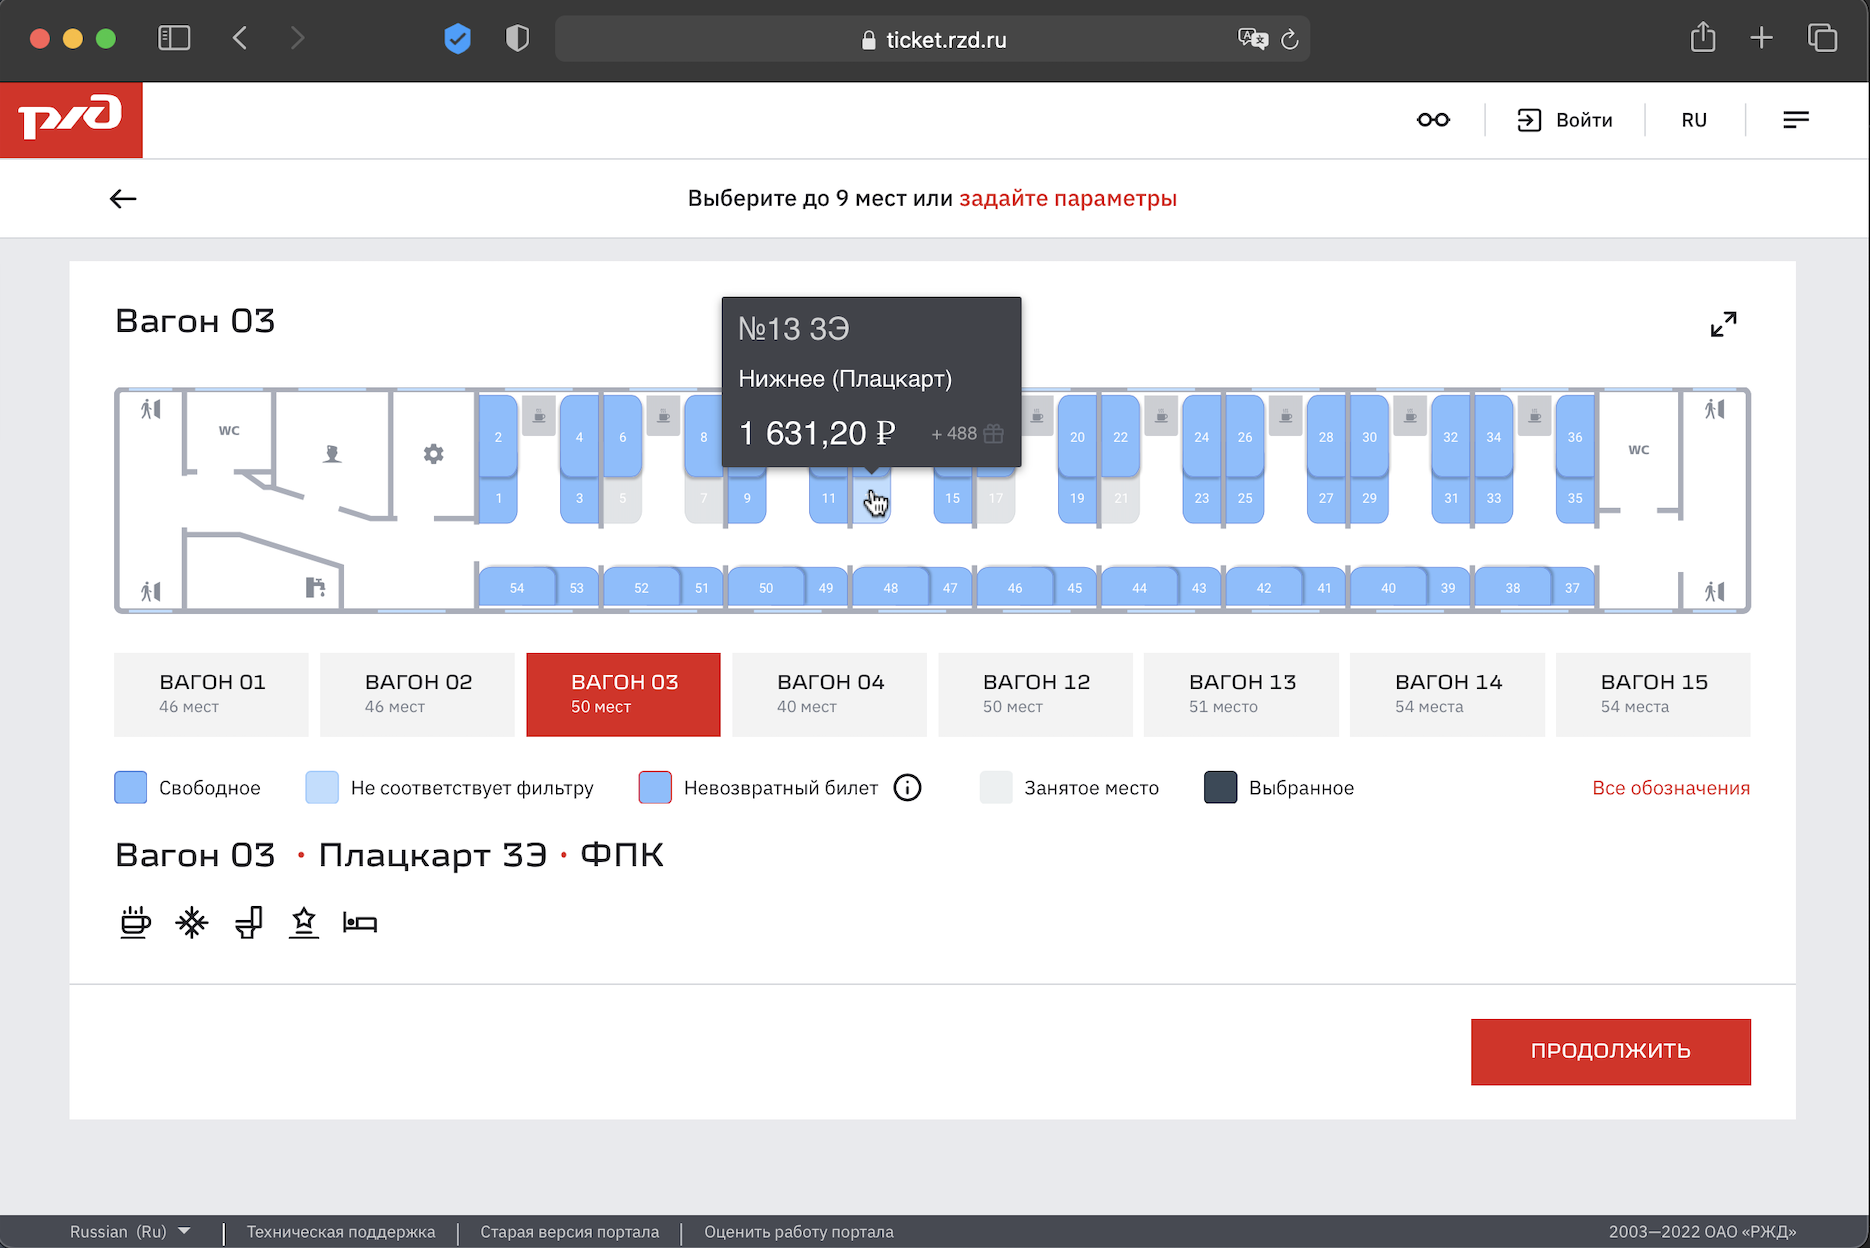 ticket.rzd.ru
Войти
RU
Выберите до 9 мест или задайте параметры
Вагон 03
№13 3Э
Нижнее (Плацкарт)
1 631,20 ₽ + 488
WC
2 4 6 8 20 22 24 26 28 30 32 34 36
WC
1 3 5 7 9 11 15 17 19 21 23 25 27 29 31 33 35
54 53 52 51 50 49 48 47 46 45 44 43 42 41 40 39 38 37
ВАГОН 01
46 мест
ВАГОН 02
46 мест
ВАГОН 03
50 мест
ВАГОН 04
40 мест
ВАГОН 12
50 мест
ВАГОН 13
51 место
ВАГОН 14
54 места
ВАГОН 15
54 места
Свободное
Не соответствует фильтру
Невозвратный билет
Занятое место
Выбранное
Все обозначения
Вагон 03 · Плацкарт 3Э · ФПК
ПРОДОЛЖИТЬ
Russian (Ru)
Техническая поддержка
Старая версия портала
Оценить работу портала
2003—2022 ОАО «РЖД»